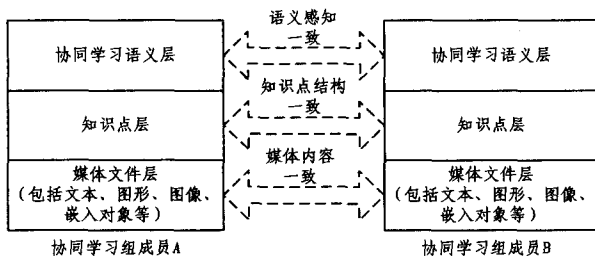 语义感知
一致
协同学习语义层
协同学习语义层
知识点结构
一致
知识点层
知识点层
媒体内容
一致
媒体文件层
(包括文本、图形、图像、
嵌入对象等)
媒体文件层
(包括文本、图形、图像、
嵌入对象等)
协同学习组成员A
协同学习组成员B